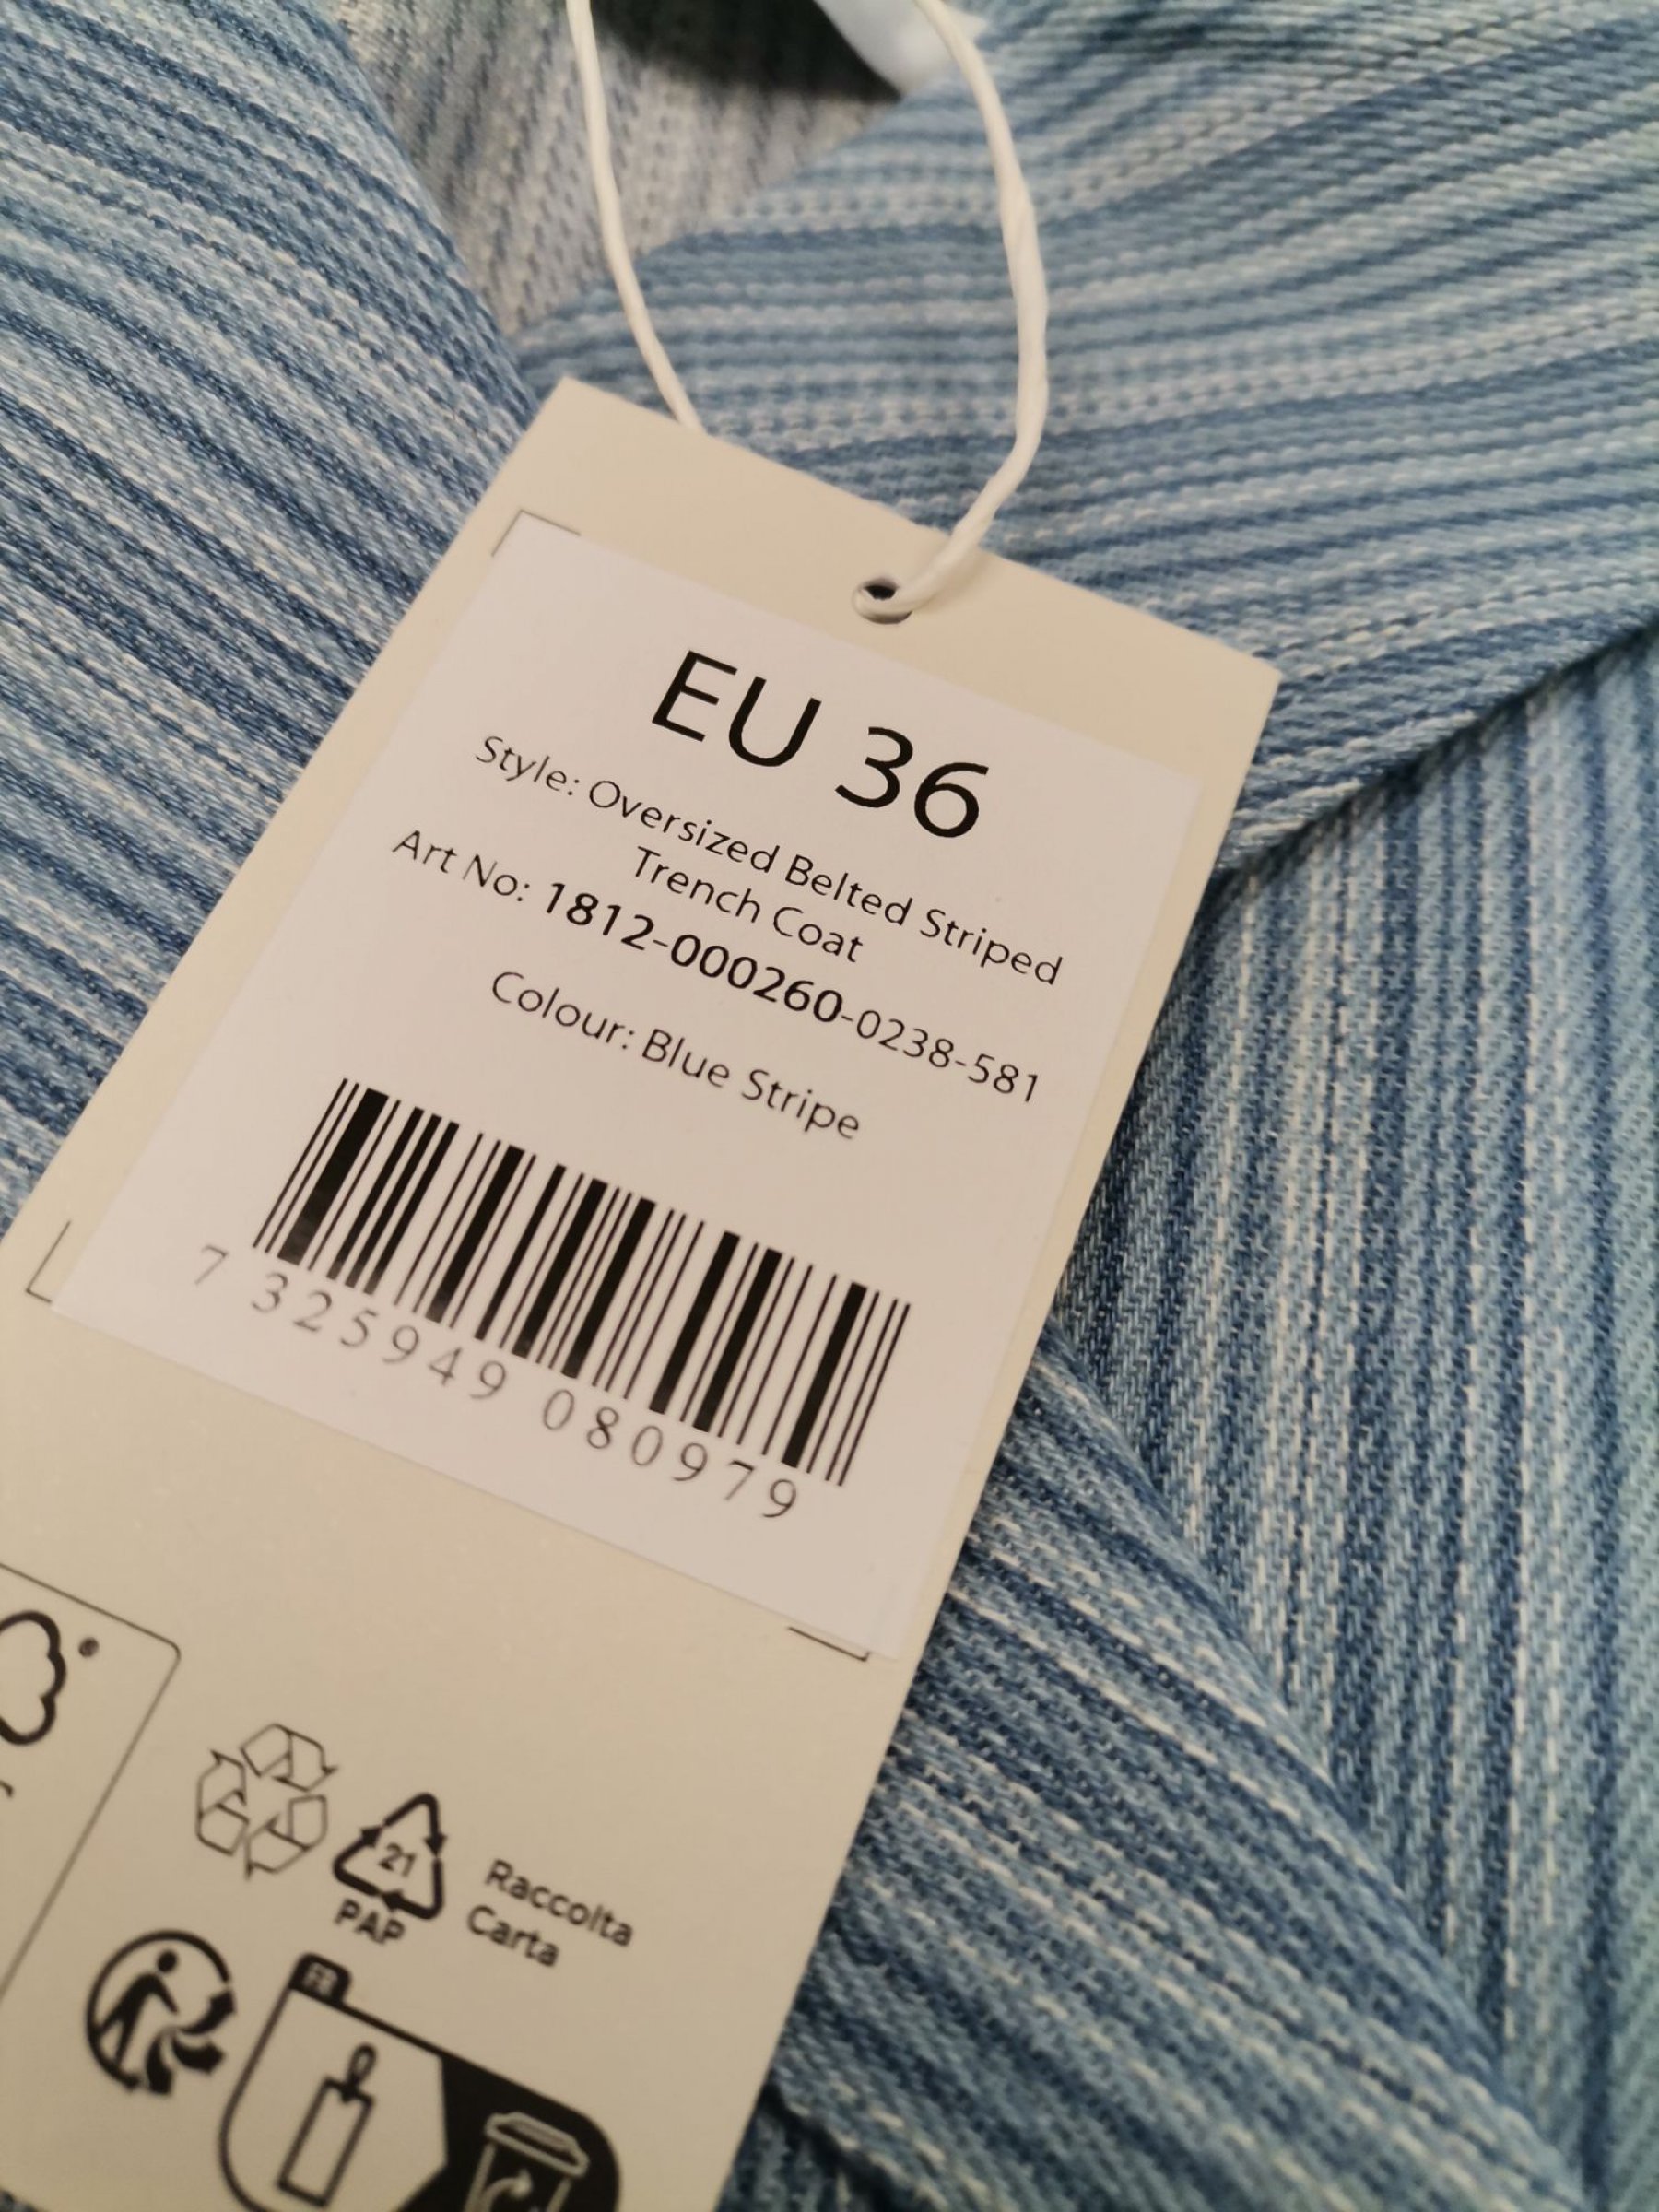 EU 36
Style: Oversized Belted Striped
Trench Coat
Art No: 1812-000260-0238-581
Colour: Blue Stripe
7 325949 080979
21
PAP
Raccolta
Carta
FR